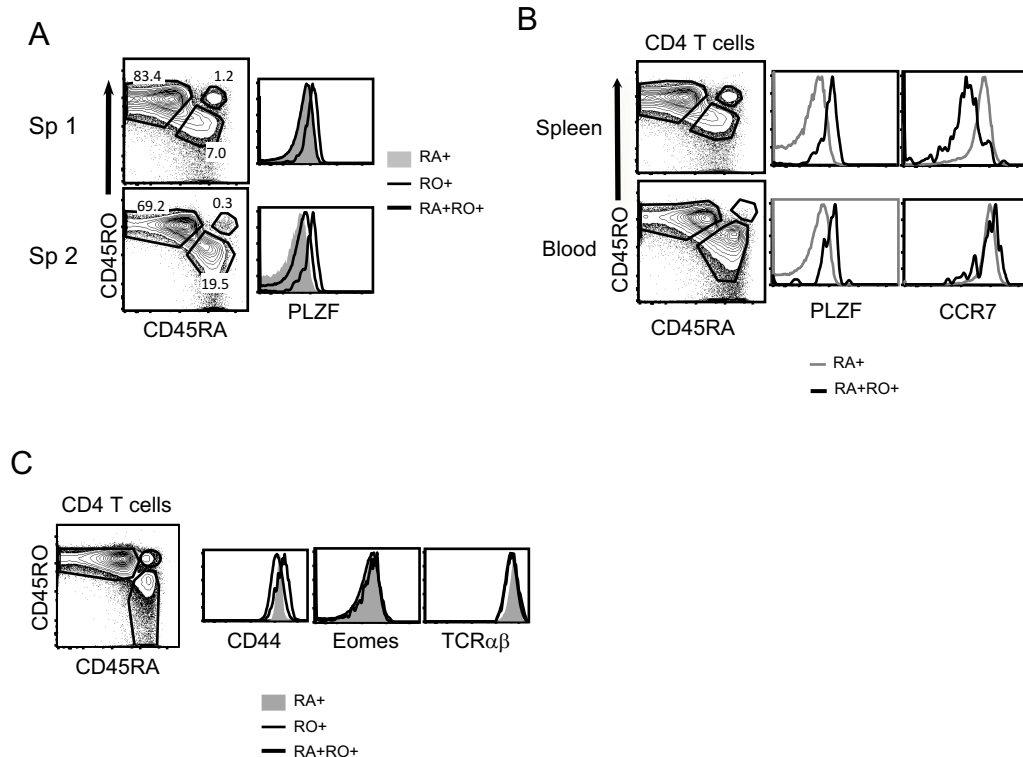 A
Sp 1
83.4
1.2
7.0
Sp 2
69.2
0.3
19.5
CD45RO
CD45RA
PLZF
RA+
RO+
RA+RO+
B
CD4 T cells
Spleen
Blood
CD45RO
CD45RA
PLZF
CCR7
RA+
RA+RO+
C
CD4 T cells
CD45RO
CD45RA
CD44
Eomes
TCRαβ
RA+
RO+
RA+RO+